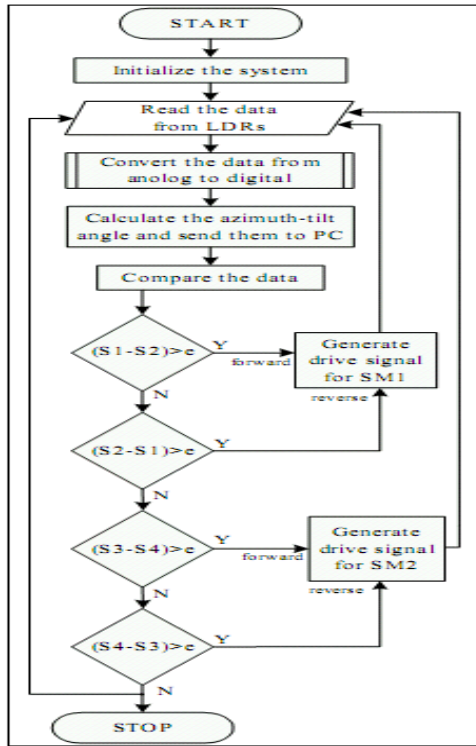 START
Initialize the system
Read the data
from LDRs
Convert the data from
anolog to digital
Calculate the azimuth-tilt
angle and send them to PC
Compare the data
(S1-S2)>e
Y
forward
Generate
drive signal
for SM1
reverse
N
(S2-S1)>e
Y
N
(S3-S4)>e
Y
forward
Generate
drive signal
for SM2
reverse
N
(S4-S3)>e
Y
N
STOP